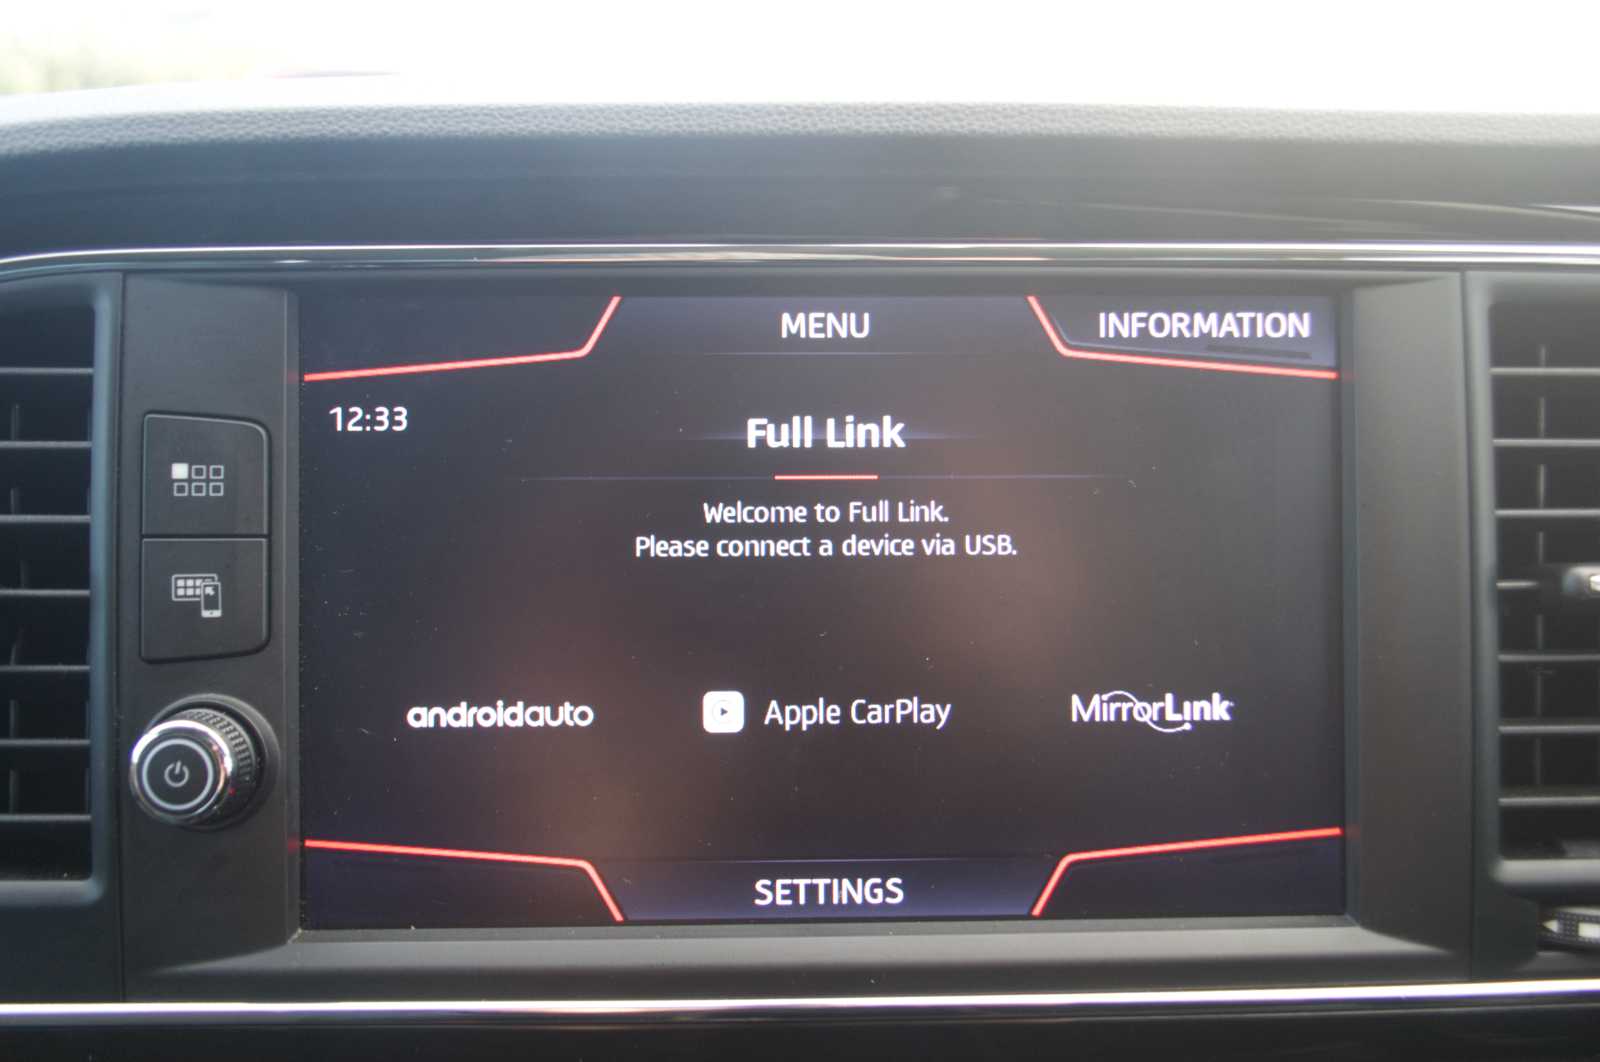 MENU
INFORMATION
12:33
Full Link
Welcome to Full Link.
Please connect a device via USB.
androidauto
Apple CarPlay
MirrorLink
SETTINGS